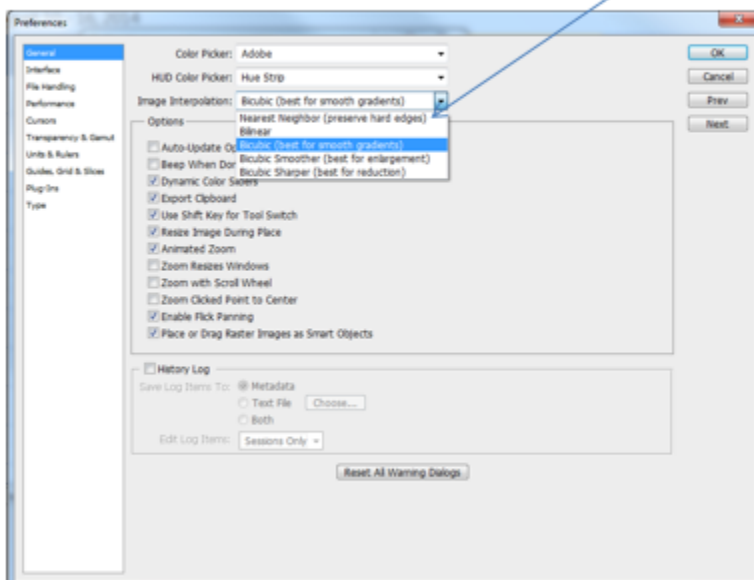 Preferences
General
Interface
File Handling
Performance
Cursors
Transparency & Gamut
Units & Rulers
Guides, Grid & Slices
Plug-Ins
Type
Color Picker: Adobe
HUD Color Picker: Hue Strip
Image Interpolation: Bicubic (best for smooth gradients)
Nearest Neighbor (preserve hard edges)
Bilinear
Bicubic (best for smooth gradients)
Bicubic Smoother (best for enlargement)
Bicubic Sharper (best for reduction)
Options
Auto-Update Op
Beep When Don
Dynamic Color Sliders
Export Clipboard
Use Shift Key for Tool Switch
Resize Image During Place
Animated Zoom
Zoom Resizes Windows
Zoom with Scroll Wheel
Zoom Clicked Point to Center
Enable Flick Panning
Place or Drag Raster Images as Smart Objects
History Log
Save Log Items To: Metadata
Text File Choose...
Both
Edit Log Items: Sessions Only
Reset All Warning Dialogs
OK
Cancel
Prev
Next